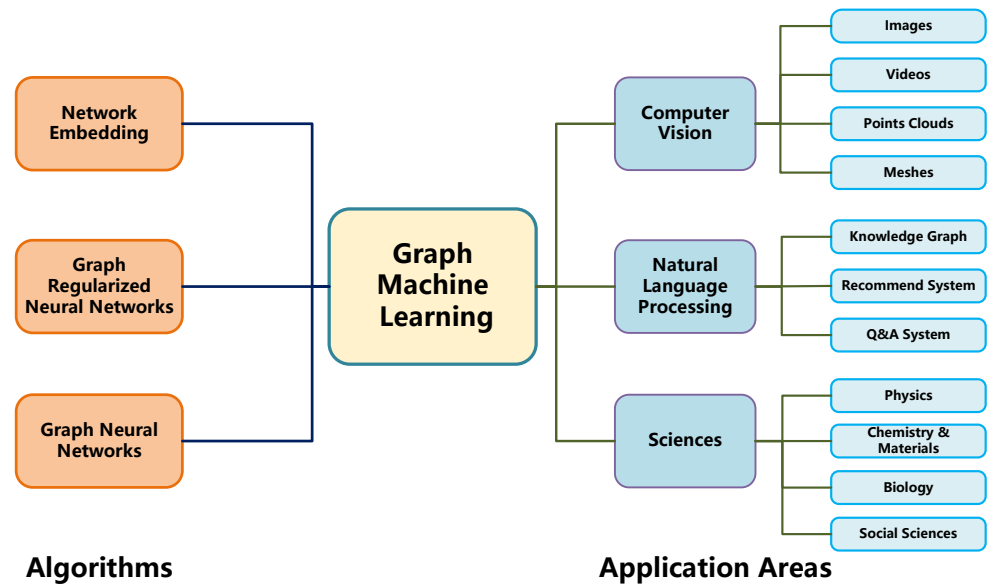 Network
Embedding
Graph
Regularized
Neural Networks
Graph Neural
Networks
Algorithms
Graph
Machine
Learning
Computer
Vision
Images
Videos
Points Clouds
Meshes
Natural
Language
Processing
Knowledge Graph
Recommend System
Q&A System
Sciences
Physics
Chemistry &
Materials
Biology
Social Sciences
Application Areas